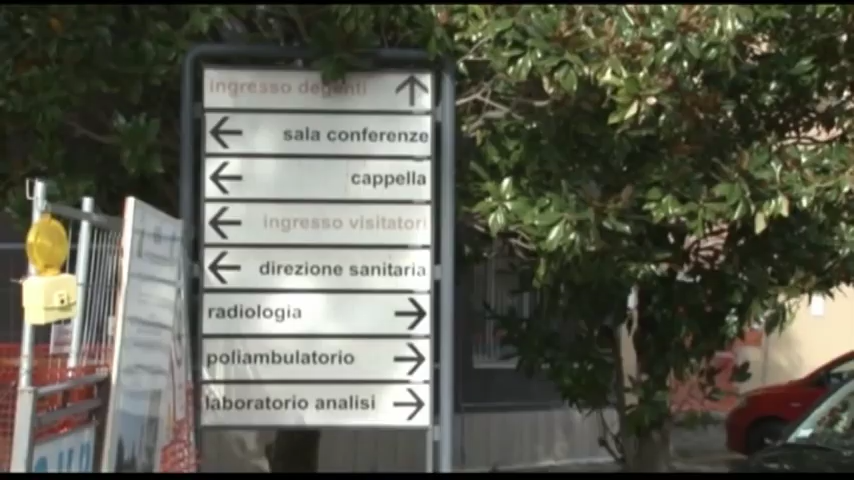 ingresso degenti
sala conferenze
cappella
ingresso visitatori
direzione sanitaria
radiologia
poliambulatorio
laboratorio analisi